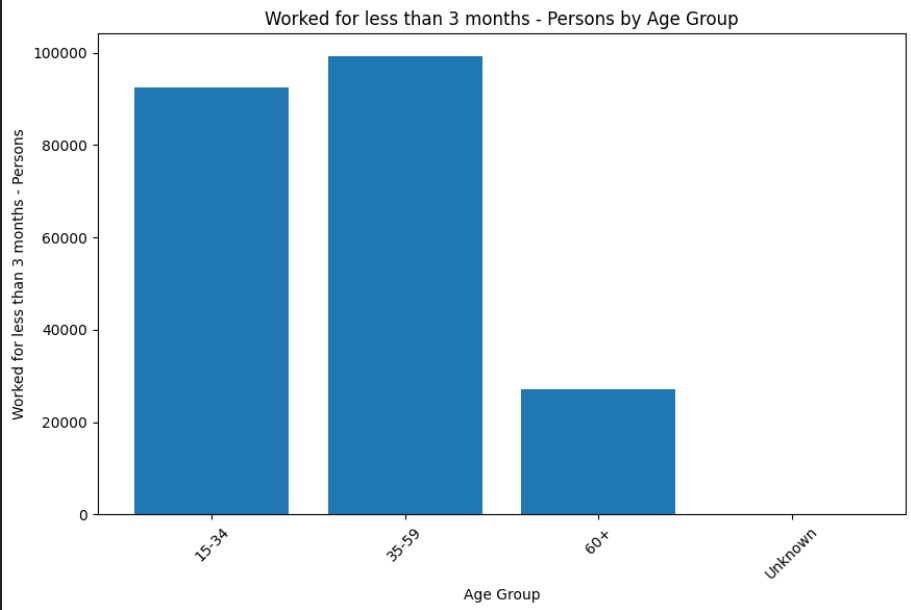 Worked for less than 3 months - Persons by Age Group
Worked for less than 3 months - Persons
100000
80000
60000
40000
20000
0
15-34
35-59
60+
Unknown
Age Group